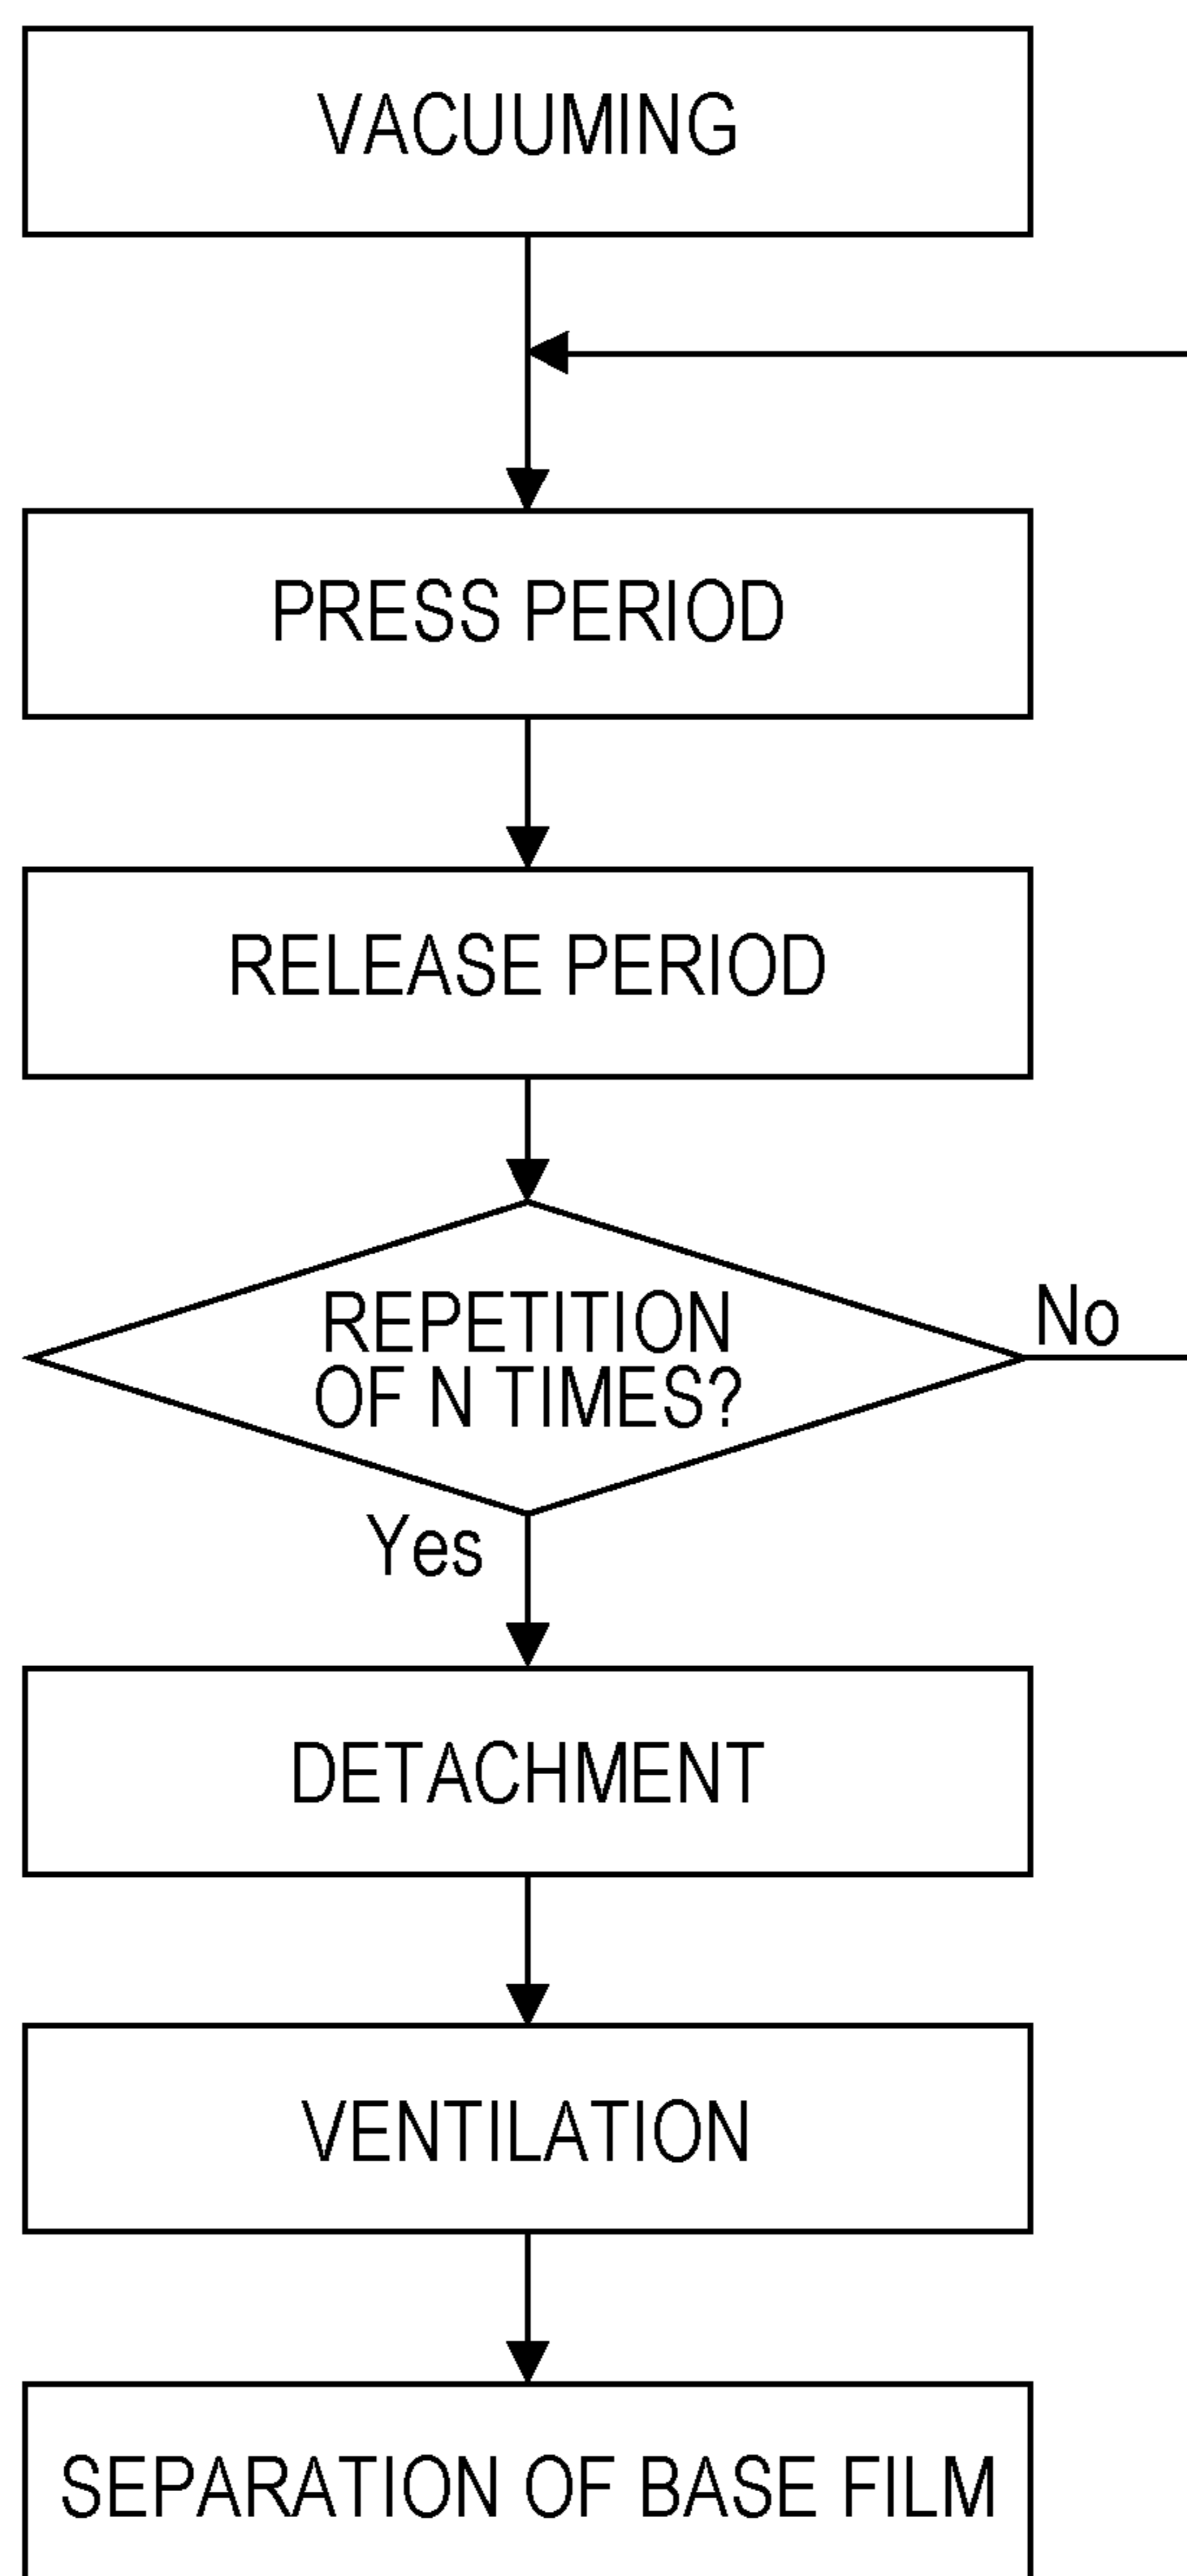 VACUUMING
PRESS PERIOD
RELEASE PERIOD
REPETITION
OF N TIMES?
No
Yes
DETACHMENT
VENTILATION
SEPARATION OF BASE FILM